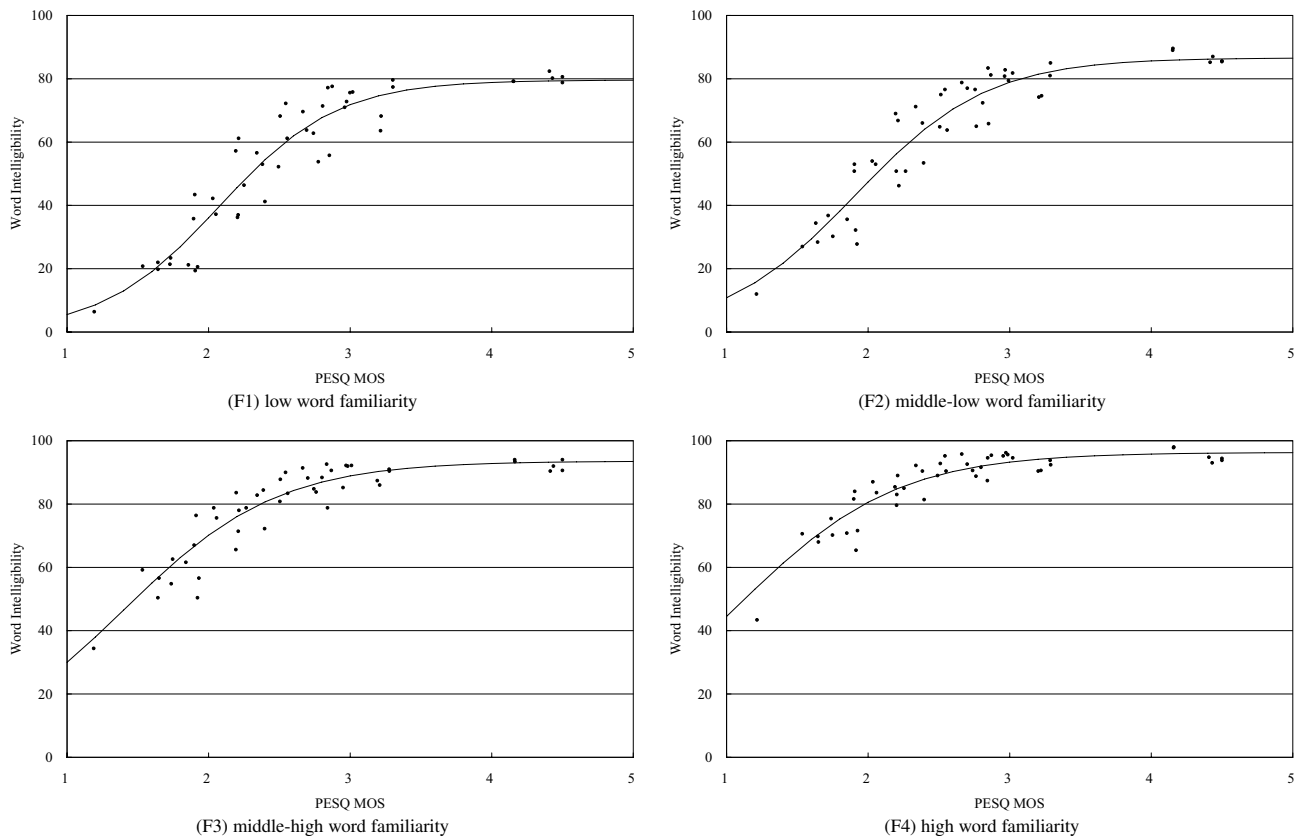 100
80
60
40
20
0
Word Intelligibility
1 2 3 4 5
PESQ MOS
(F1) low word familiarity
100
80
60
40
20
0
Word Intelligibility
1 2 3 4 5
PESQ MOS
(F2) middle-low word familiarity
100
80
60
40
20
0
Word Intelligibility
1 2 3 4 5
PESQ MOS
(F3) middle-high word familiarity
100
80
60
40
20
0
Word Intelligibility
1 2 3 4 5
PESQ MOS
(F4) high word familiarity